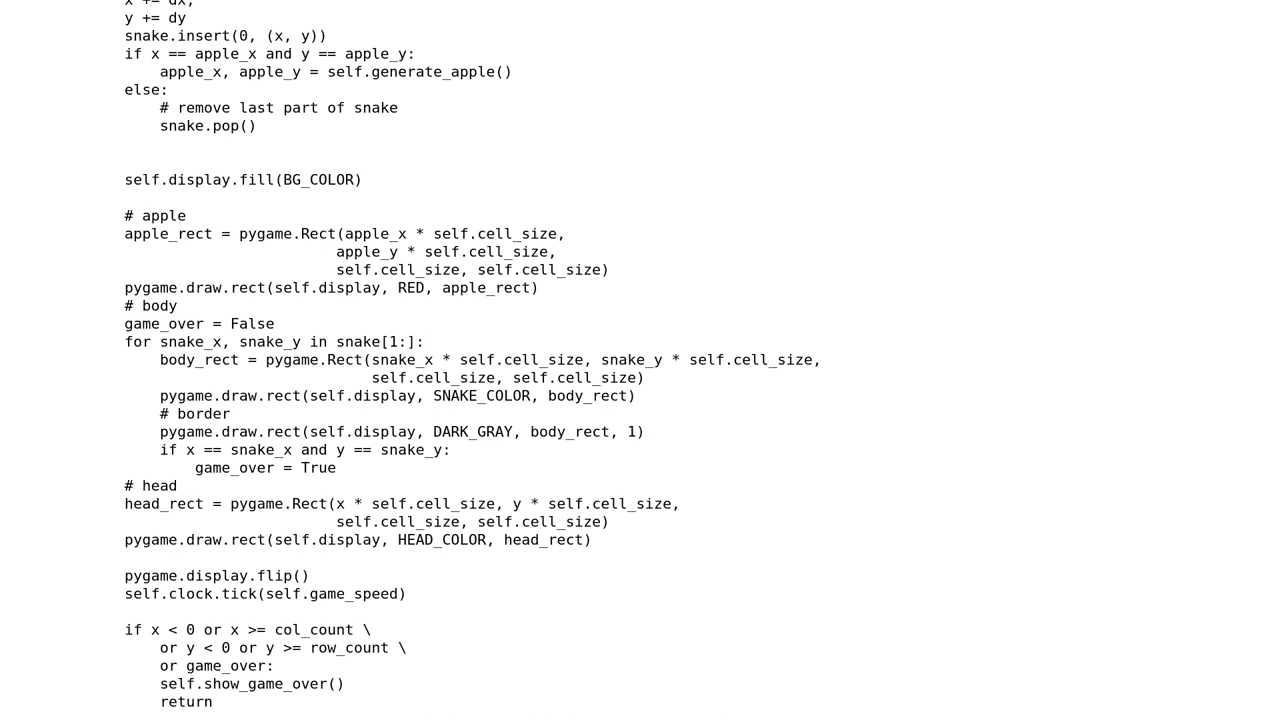 x += dx,
y += dy
snake.insert(0, (x, y))
if x == apple_x and y == apple_y:
    apple_x, apple_y = self.generate_apple()
else:
    # remove last part of snake
    snake.pop()
self.display.fill(BG_COLOR)
# apple
apple_rect = pygame.Rect(apple_x * self.cell_size,
                        apple_y * self.cell_size,
                        self.cell_size, self.cell_size)
pygame.draw.rect(self.display, RED, apple_rect)
# body
game_over = False
for snake_x, snake_y in snake[1:]:
    body_rect = pygame.Rect(snake_x * self.cell_size, snake_y * self.cell_size,
                            self.cell_size, self.cell_size)
    pygame.draw.rect(self.display, SNAKE_COLOR, body_rect)
    # border
    pygame.draw.rect(self.display, DARK_GRAY, body_rect, 1)
    if x == snake_x and y == snake_y:
        game_over = True
# head
head_rect = pygame.Rect(x * self.cell_size, y * self.cell_size,
                        self.cell_size, self.cell_size)
pygame.draw.rect(self.display, HEAD_COLOR, head_rect)
pygame.display.flip()
self.clock.tick(self.game_speed)
if x < 0 or x >= col_count \
    or y < 0 or y >= row_count \
    or game_over:
    self.show_game_over()
    return